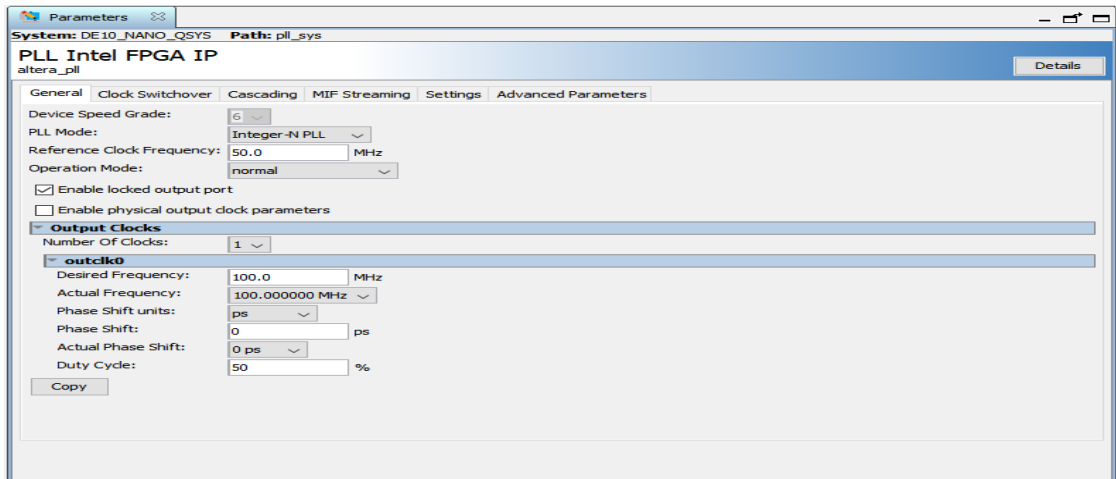 Parameters
System: DE10_NANO_QSYS Path: pll_sys
PLL Intel FPGA IP
altera_pll
Details
General Clock Switchover Cascading MIF Streaming Settings Advanced Parameters
Device Speed Grade: 6
PLL Mode: Integer-N PLL
Reference Clock Frequency: 50.0 MHz
Operation Mode: normal
Enable locked output port
Enable physical output clock parameters
Output Clocks
Number Of Clocks: 1
outclk0
Desired Frequency: 100.0 MHz
Actual Frequency: 100.000000 MHz
Phase Shift units: ps
Phase Shift: 0 ps
Actual Phase Shift: 0 ps
Duty Cycle: 50 %
Copy